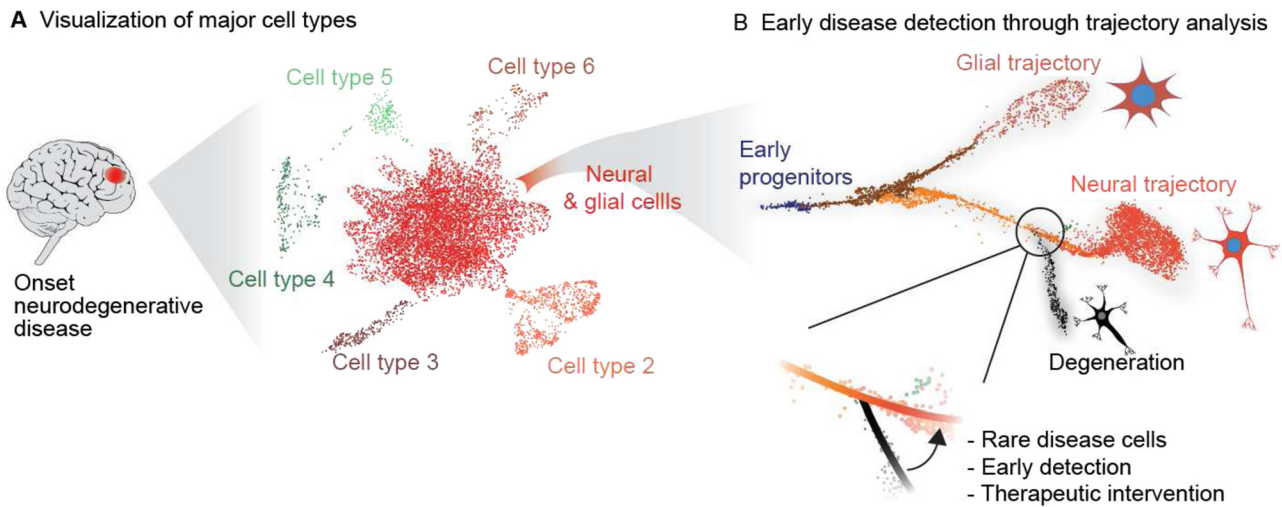 A Visualization of major cell types
Cell type 5
Cell type 6
Neural
& glial cellls
Cell type 4
Onset
neurodegenerative
disease
Cell type 3
Cell type 2
B Early disease detection through trajectory analysis
Glial trajectory
Early
progenitors
Neural trajectory
Degeneration
- Rare disease cells
- Early detection
- Therapeutic intervention